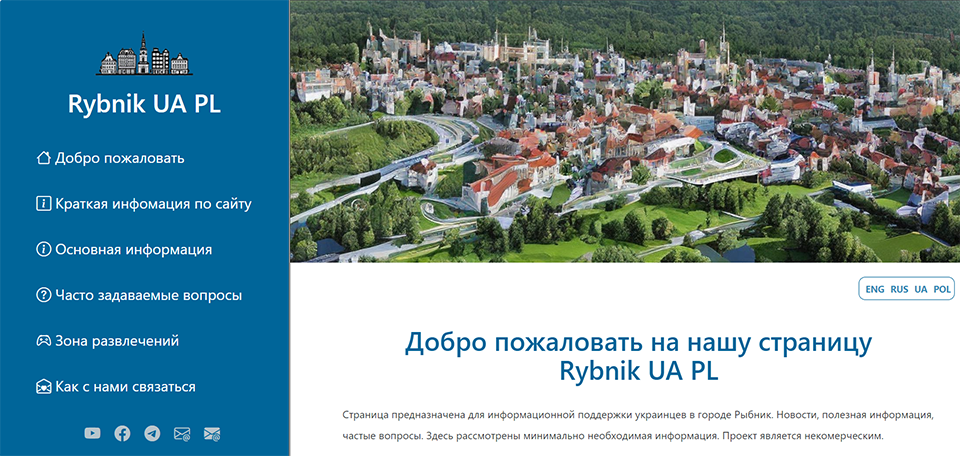 Rybnik UA PL
Добро пожаловать
Краткая инфомация по сайту
Основная информация
Часто задаваемые вопросы
Зона развлечений
Как с нами связаться
ENG RUS UA POL
Добро пожаловать на нашу страницу
Rybnik UA PL
Страница предназначена для информационной поддержки украинцев в городе Рыбник. Новости, полезная информация,
частые вопросы. Здесь рассмотрены минимально необходимая информация. Проект является некомерческим.